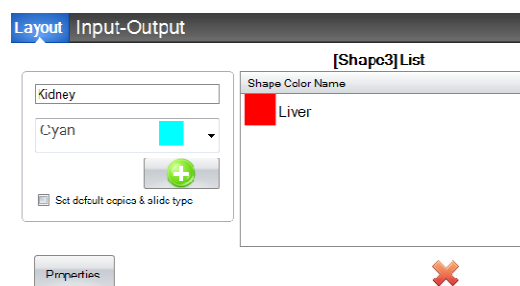 Layout Input-Output
[Shape3] List
Kidney
Shape Color Name
Liver
Cyan
Set default copies & slide type
Properties